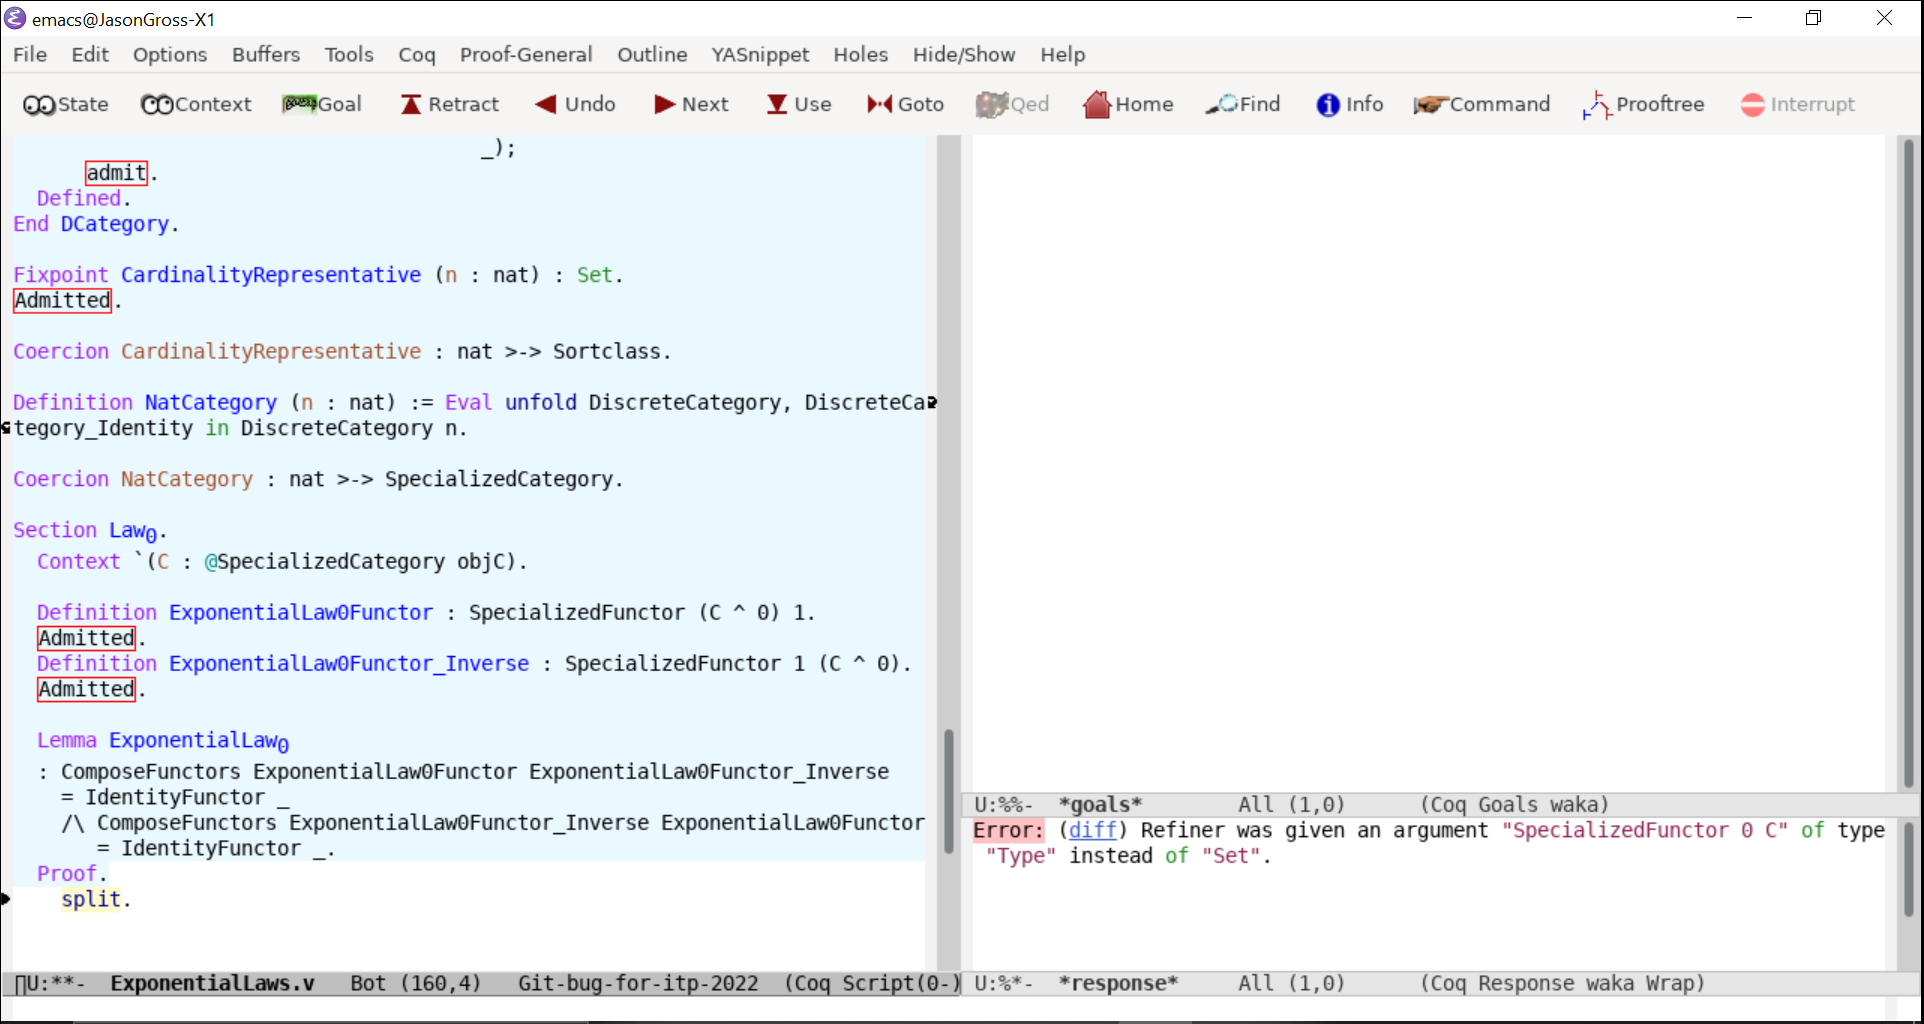 emacs@JasonGross-X1
File Edit Options Buffers Tools Coq Proof-General Outline YASnippet Holes Hide/Show Help
State Context Goal Retract Undo Next Use Goto Qed Home Find Info Command Prooftree Interrupt
_);
admit.
Defined.
End DCategory.
Fixpoint CardinalityRepresentative (n : nat) : Set.
Admitted.
Coercion CardinalityRepresentative : nat >-> Sortclass.
Definition NatCategory (n : nat) := Eval unfold DiscreteCategory, DiscreteCa
tegory_Identity in DiscreteCategory n.
Coercion NatCategory : nat >-> SpecializedCategory.
Section Law₀.
Context `(C : @SpecializedCategory objC).
Definition ExponentialLaw0Functor : SpecializedFunctor (C ^ 0) 1.
Admitted.
Definition ExponentialLaw0Functor_Inverse : SpecializedFunctor 1 (C ^ 0).
Admitted.
Lemma ExponentialLaw₀
: ComposeFunctors ExponentialLaw0Functor ExponentialLaw0Functor_Inverse
= IdentityFunctor _
/\ ComposeFunctors ExponentialLaw0Functor_Inverse ExponentialLaw0Functor
= IdentityFunctor _.
Proof.
split.
U:**- ExponentialLaws.v Bot (160,4) Git-bug-for-itp-2022 (Coq Script(0-)
U:%%- *goals* All (1,0) (Coq Goals waka)
Error: (diff) Refiner was given an argument "SpecializedFunctor 0 C" of type
"Type" instead of "Set".
U:%*- *response* All (1,0) (Coq Response waka Wrap)